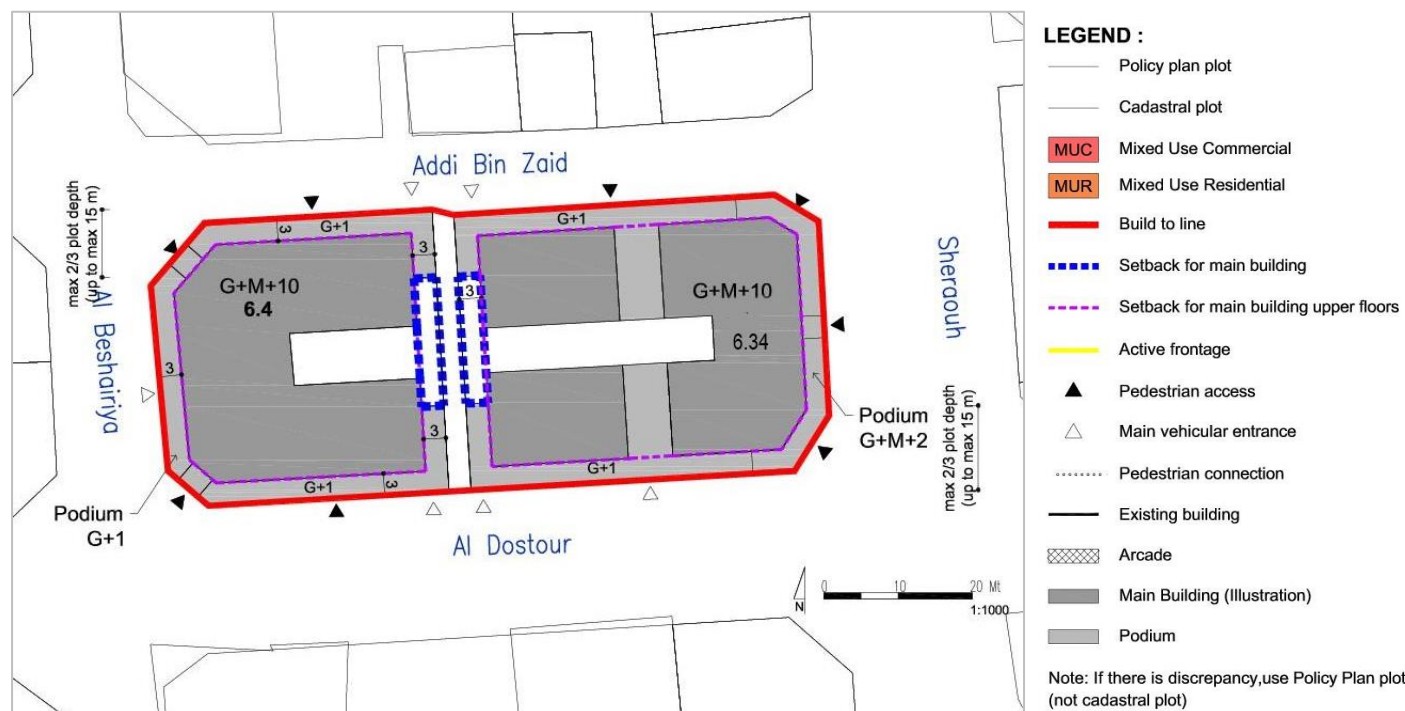 Addi Bin Zaid
max 2/3 plot depth
(up to max 15 m)
Al Beshairiya
G+1
3
3
G+M+10
6.4
3
3
G+1
3
Podium
G+1
G+1
3
G+M+10
6.34
G+1
Sheraouh
Podium
G+M+2
max 2/3 plot depth
(up to max 15 m)
Al Dostour
N
0 10 20 Mt
1:1000
LEGEND :
Policy plan plot
Cadastral plot
MUC Mixed Use Commercial
MUR Mixed Use Residential
Build to line
Setback for main building
Setback for main building upper floors
Active frontage
Pedestrian access
Main vehicular entrance
Pedestrian connection
Existing building
Arcade
Main Building (Illustration)
Podium
Note: If there is discrepancy,use Policy Plan plot
(not cadastral plot)